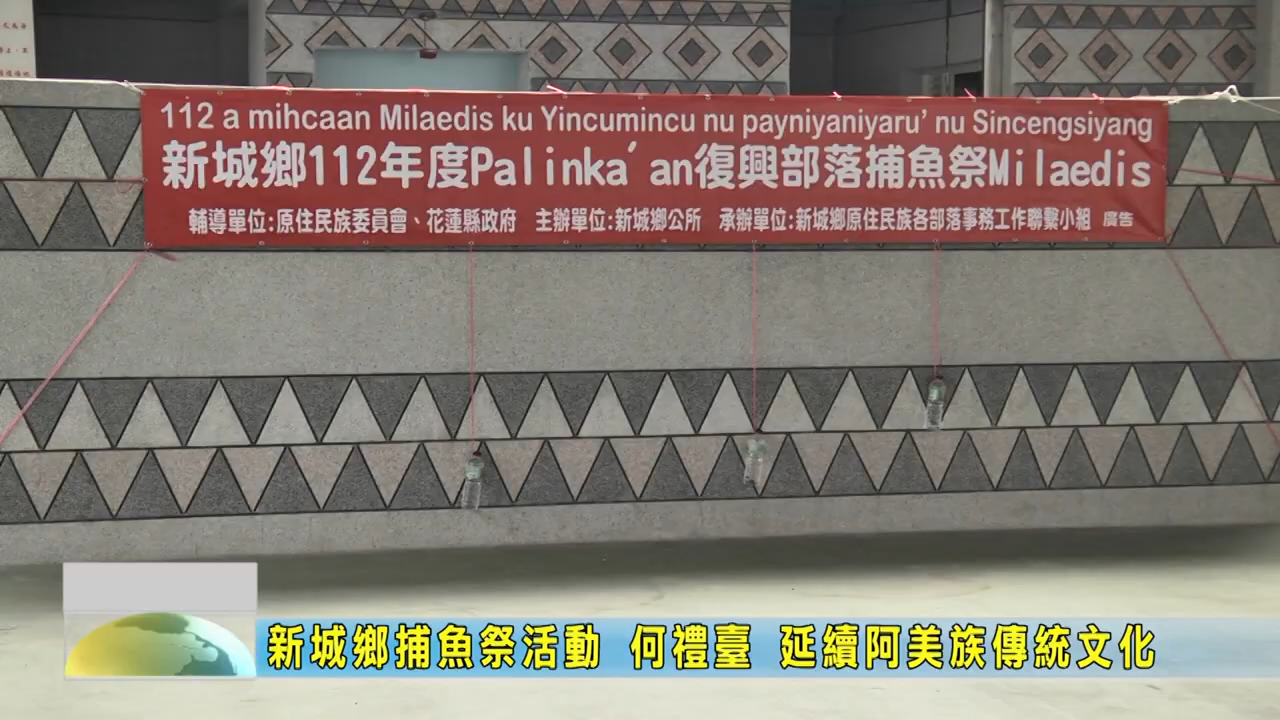 112 a mihcaan Milaedis ku Yincumincu nu payniyaniyaru’ nu Sincengsiyang
新城鄉112年度Palinka´an復興部落捕魚祭Milaedis
輔導單位:原住民族委員會、花蓮縣政府 主辦單位:新城鄉公所 承辦單位:新城鄉原住民族各部落事務工作聯繫小組 廣告
新城鄉捕魚祭活動 何禮臺 延續阿美族傳統文化